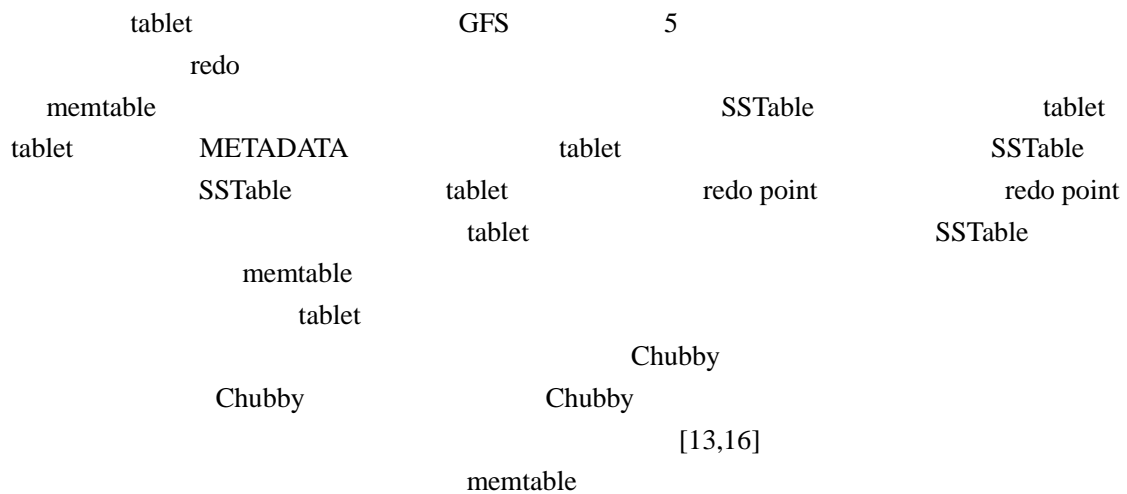 tablet GFS 5
redo
memtable SSTable tablet
tablet METADATA tablet SSTable
SSTable tablet redo point redo point
tablet SSTable
memtable
tablet
Chubby
Chubby Chubby
[13,16]
memtable